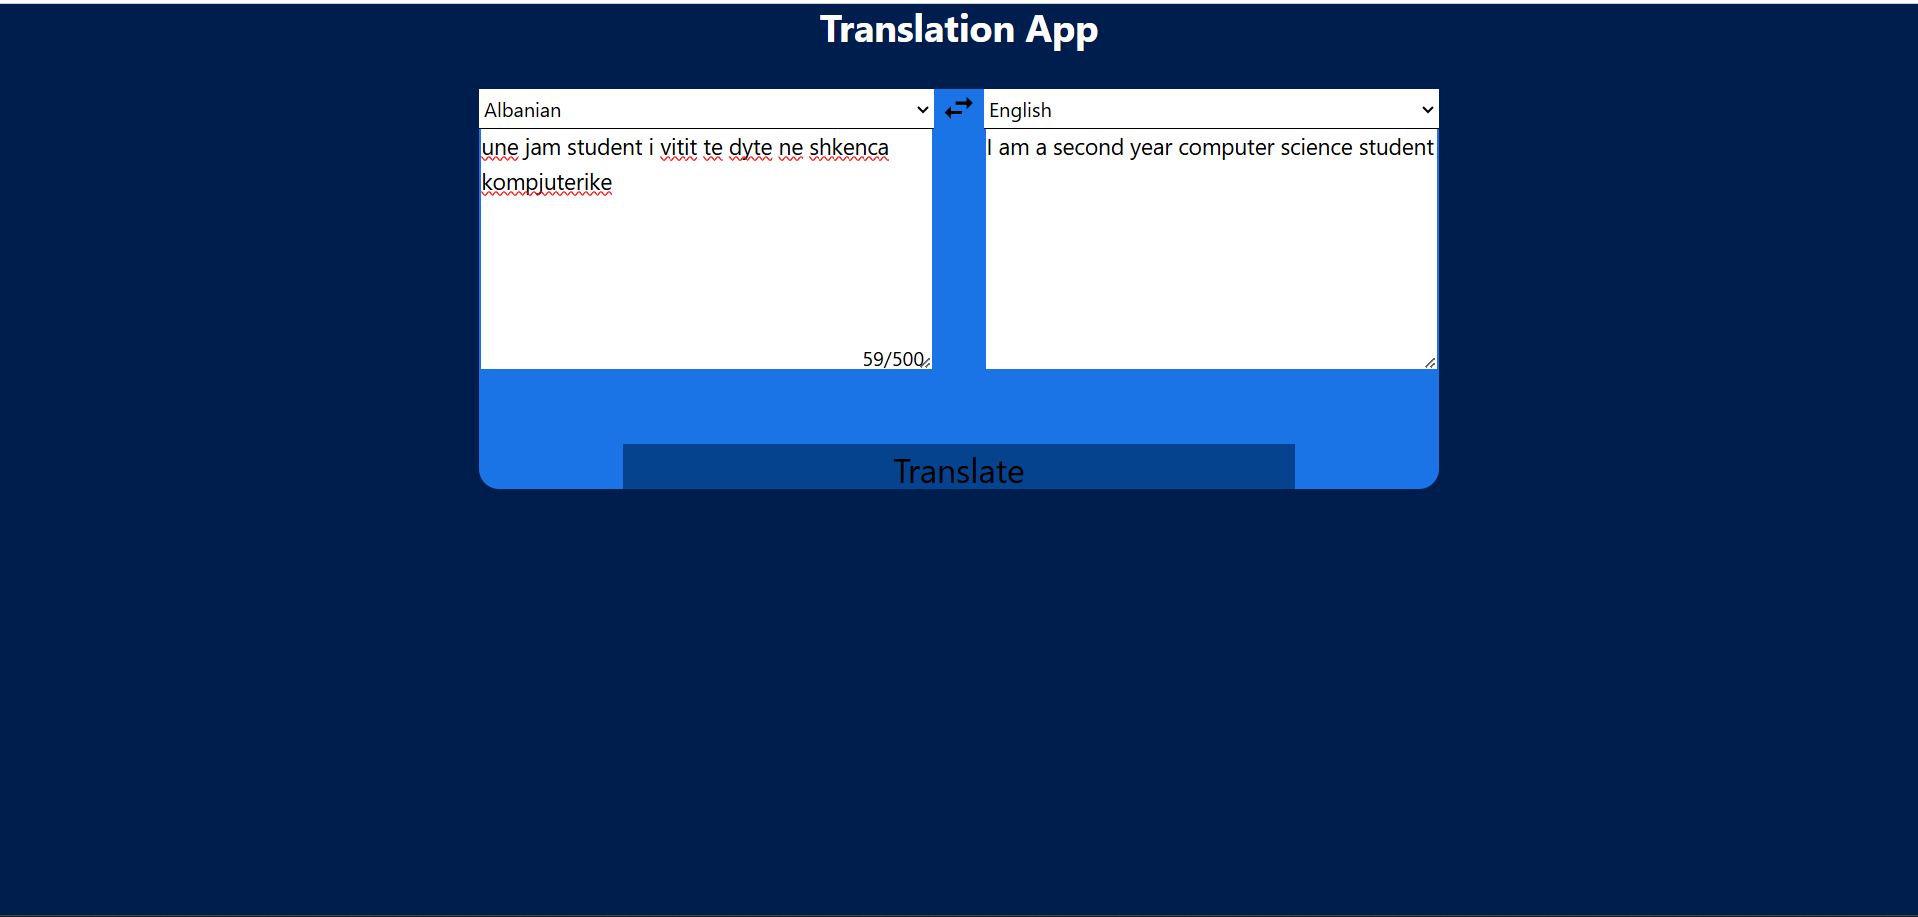 Translation App
Albanian
English
une jam student i vitit te dyte ne shkenca
kompjuterike
59/500
I am a second year computer science student
Translate